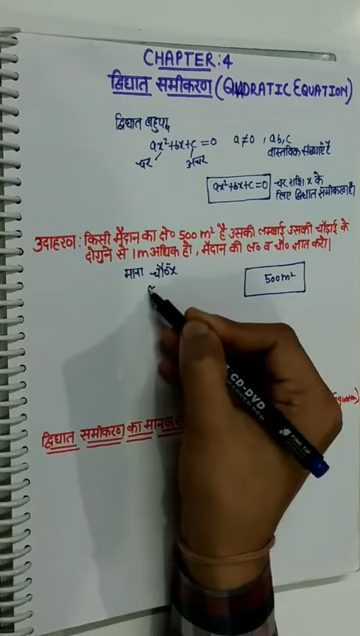 CHAPTER:4
द्विघात समीकरण (QUADRATIC EQUATION)
द्विघात बहुपद
ax²+bx+c=0 a≠0 , a,b,c
वास्तविक संख्याएँ है
चर अचर
ax²+bx+c=0 चर राशि x के
लिए द्विघात समीकरण है।
उदाहरण: किसी मैदान का क्षे० 500 m² है उसकी लम्बाई उसकी चौड़ाई के
दोगुने से 1m अधिक हो, मैदान की ल० व चौ० ज्ञात करो।
माना चौ० x
500m²
द्विघात समीकरण का मानक